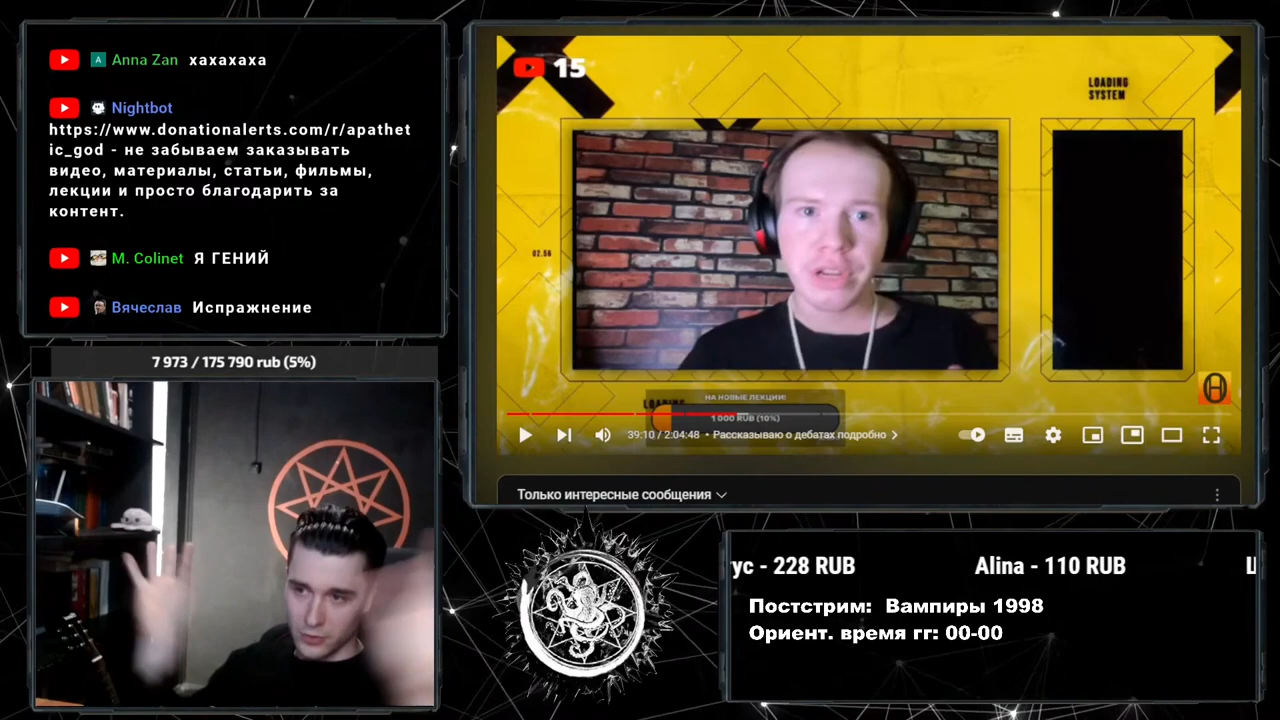 Anna Zan хахахаха
Nightbot
https://www.donationalerts.com/r/apathet
ic_god - не забываем заказывать
видео, материалы, статьи, фильмы,
лекции и просто благодарить за
контент.
M. Colinet Я ГЕНИЙ
Вячеслав Испражнение
7 973 / 175 790 rub (5%)
15
LOADING
SYSTEM
02.56
НА НОВЫЕ ЛЕКЦИИ!
1 000 RUB (10%)
39:10 / 2:04:48 • Рассказываю о дебатах подробно
Только интересные сообщения
ус - 228 RUB Alina - 110 RUB
Постстрим: Вампиры 1998
Ориент. время гг: 00-00